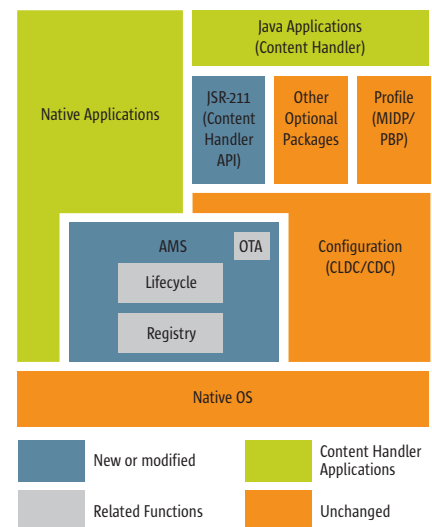 Java Applications
(Content Handler)
Native Applications
JSR-211
(Content
Handler
API)
Other
Optional
Packages
Profile
(MIDP/
PBP)
AMS
OTA
Lifecycle
Registry
Configuration
(CLDC/CDC)
Native OS
New or modified
Content Handler
Applications
Related Functions
Unchanged